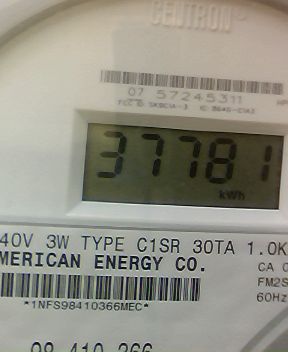 CENTRON®
07 57245311
37781
kWh
40V 3W TYPE C1SR 30TA 1.0K
MERICAN ENERGY CO.
CA 0
FM2S
60Hz
*1NFS98410366MEC*
98 410 366